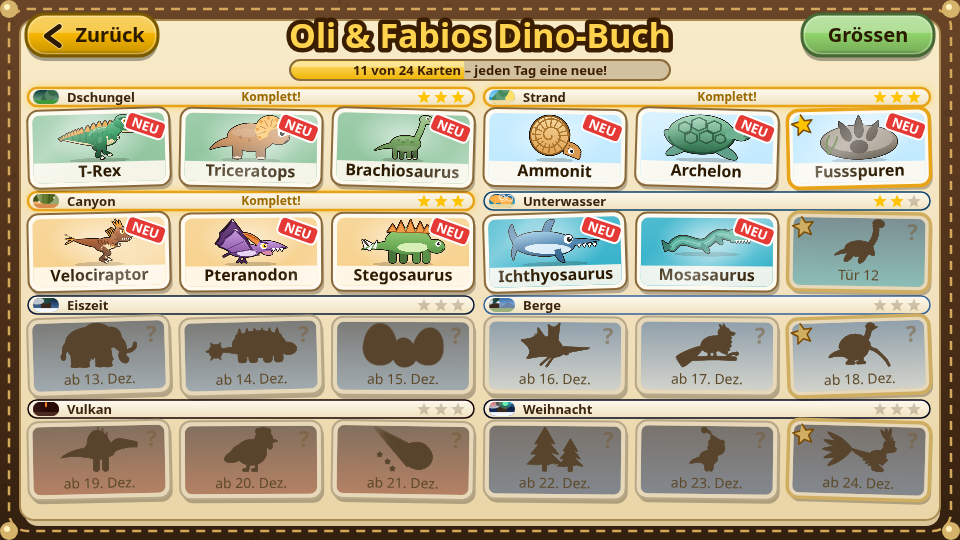 Zurück
Oli & Fabios Dino-Buch
Grössen
11 von 24 Karten – jeden Tag eine neue!
Dschungel Komplett!
Strand Komplett!
NEU NEU NEU NEU NEU NEU
T-Rex Triceratops Brachiosaurus Ammonit Archelon Fussspuren
Canyon Komplett!
Unterwasser
NEU NEU NEU NEU NEU ?
Velociraptor Pteranodon Stegosaurus Ichthyosaurus Mosasaurus Tür 12
Eiszeit
Berge
? ? ? ? ? ?
ab 13. Dez. ab 14. Dez. ab 15. Dez. ab 16. Dez. ab 17. Dez. ab 18. Dez.
Vulkan
Weihnacht
? ? ? ? ? ?
ab 19. Dez. ab 20. Dez. ab 21. Dez. ab 22. Dez. ab 23. Dez. ab 24. Dez.